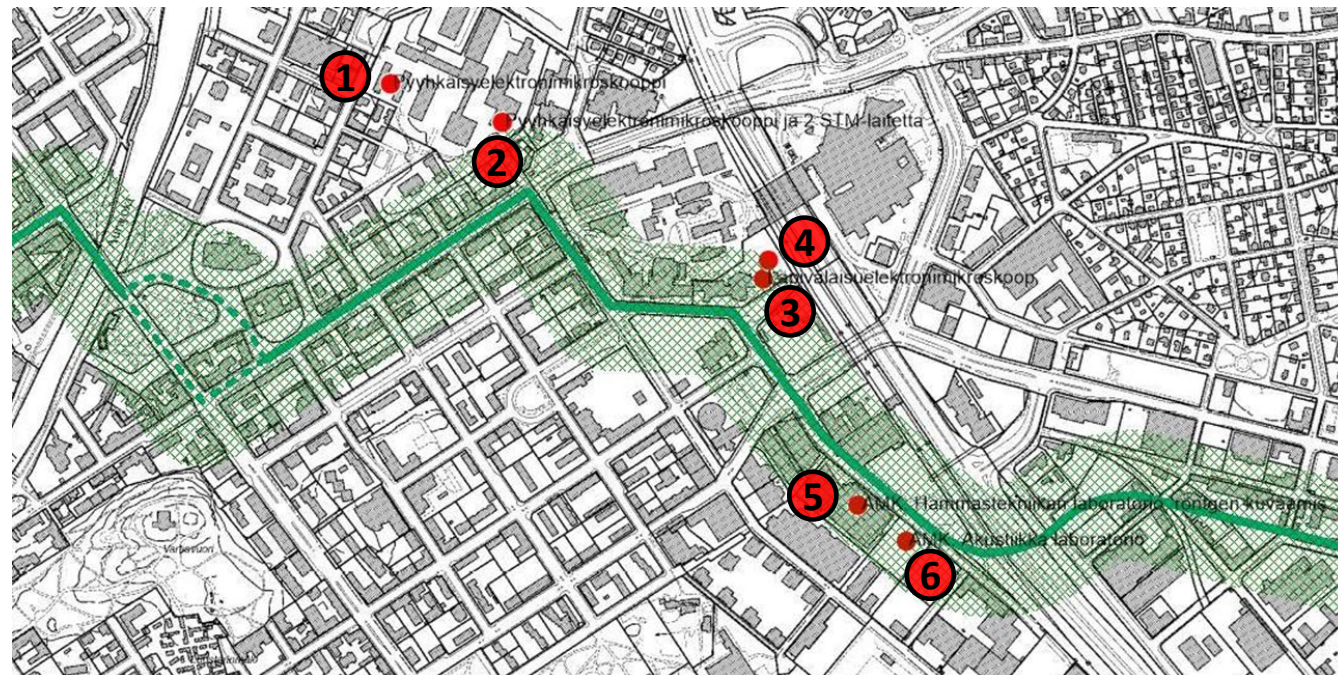 1
Pyyhkäisyelektronimikroskooppi
Pyyhkäisyelektronimikroskooppi ja 2 STM-laitetta
2
4
Läpivalaisuelektronimikroskoop
3
5
AMK - Hammastekniikan laboratorio, röntgen kuvaamis
AMK - Akustiikka laboratorio
6
Varbsvuori